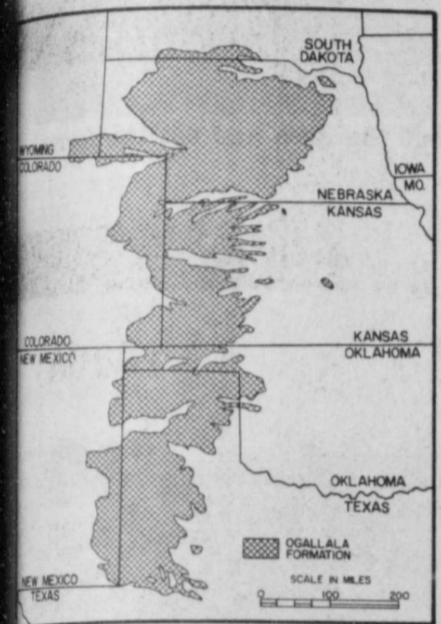 SOUTH
DAKOTA
WYOMING
COLORADO
IOWA
MO.
NEBRASKA
KANSAS
COLORADO
NEW MEXICO
KANSAS
OKLAHOMA
OKLAHOMA
TEXAS
OGALLALA
FORMATION
NEW MEXICO
TEXAS
SCALE IN MILES
0 100 200